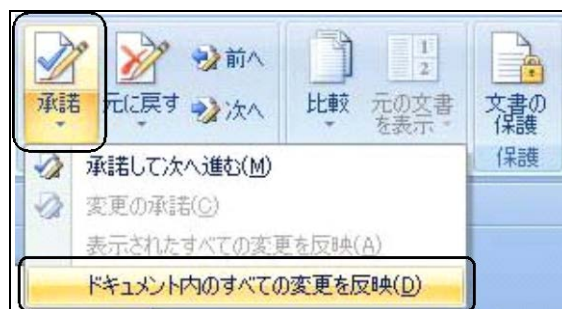 承諾
元に戻す
前へ
次へ
比較
1
2
元の文書
を表示
文書の
保護
保護
承諾して次へ進む(M)
変更の承諾(C)
表示されたすべての変更を反映(A)
ドキュメント内のすべての変更を反映(D)